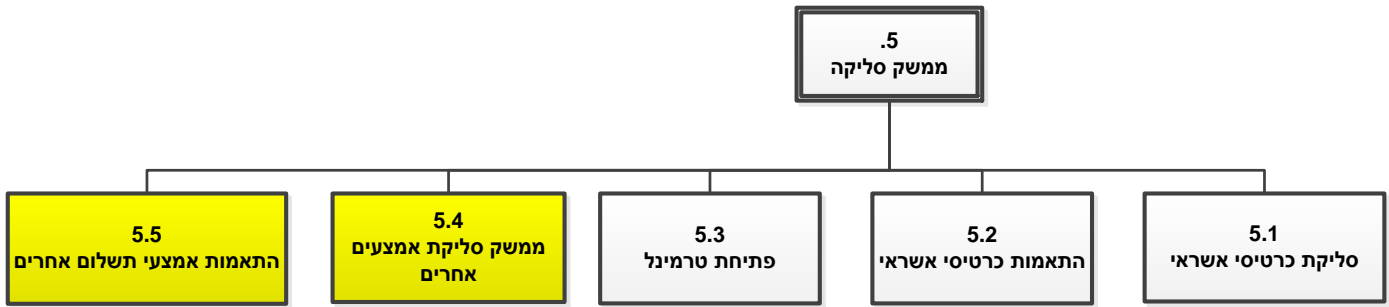 5.
ממשק סליקה
5.1
סליקת כרטיסי אשראי
5.2
התאמות כרטיסי אשראי
5.3
פתיחת טרמינל
5.4
ממשק סליקת אמצעים
אחרים
5.5
התאמות אמצעי תשלום אחרים